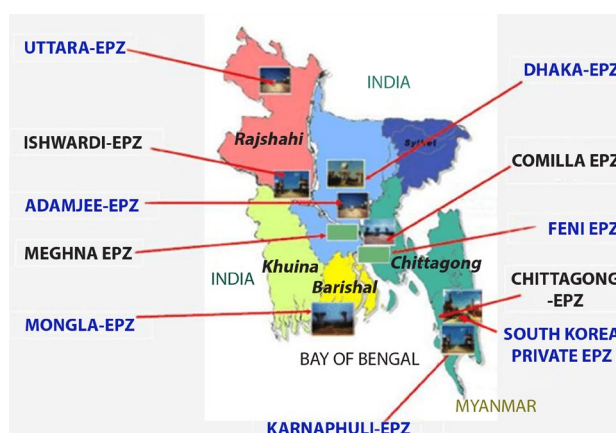 UTTARA-EPZ
DHAKA-EPZ
INDIA
ISHWARDI-EPZ
Rajshahi
Sylhet
COMILLA EPZ
ADAMJEE-EPZ
FENI EPZ
MEGHNA EPZ
Khuina
Chittagong
INDIA
Barishal
CHITTAGONG
-EPZ
MONGLA-EPZ
SOUTH KOREA
PRIVATE EPZ
BAY OF BENGAL
MYANMAR
KARNAPHULI-EPZ